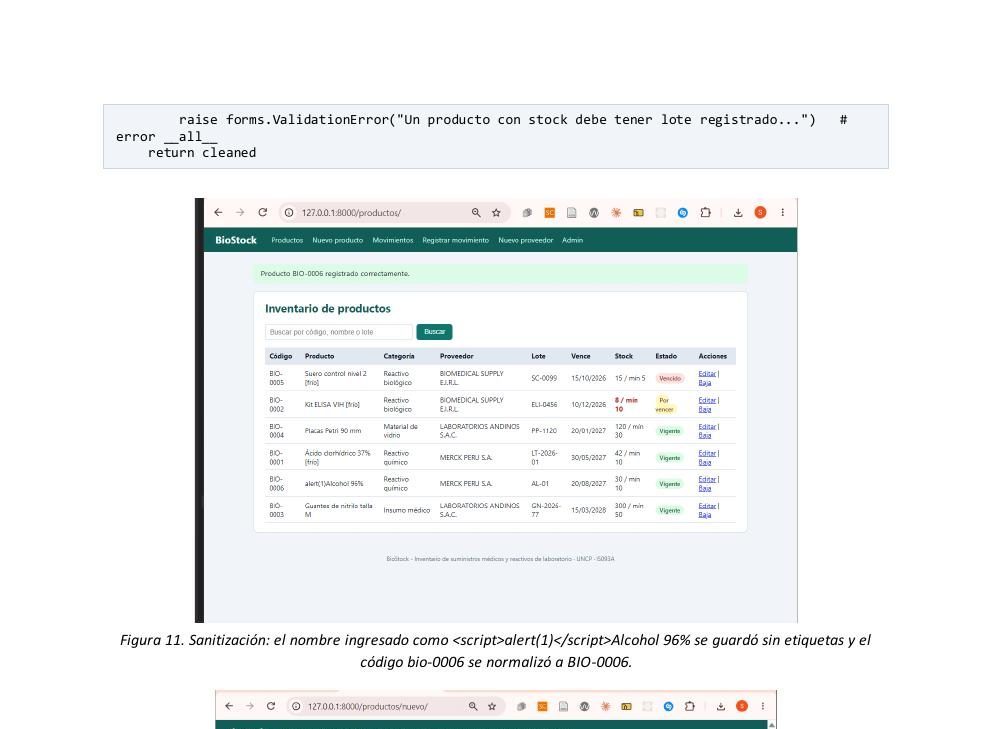 raise forms.ValidationError("Un producto con stock debe tener lote registrado...")   #
error __all__
return cleaned
127.0.0.1:8000/productos/
BioStock Productos Nuevo producto Movimientos Registrar movimiento Nuevo proveedor Admin
Producto BIO-0006 registrado correctamente.
Inventario de productos
Buscar por código, nombre o lote Buscar
Código Producto Categoría Proveedor Lote Vence Stock Estado Acciones
BIO- Suero control nivel 2 Reactivo BIOMEDICAL SUPPLY SC-0099 15/10/2026 15 / min 5 Vencido Editar |
0005 [frío] biológico E.I.R.L. Baja
BIO- Kit ELISA VIH [frío] Reactivo BIOMEDICAL SUPPLY ELI-0456 10/12/2026 8 / min Por Editar |
0002 biológico E.I.R.L. 10 vencer Baja
BIO- Placas Petri 90 mm Material de LABORATORIOS ANDINOS PP-1120 20/01/2027 120 / min Vigente Editar |
0004 vidrio S.A.C. 30 Baja
BIO- Ácido clorhídrico 37% Reactivo MERCK PERU S.A. LT-2026- 30/05/2027 42 / min Vigente Editar |
0001 [frío] químico 01 10 Baja
BIO- alert(1)Alcohol 96% Reactivo MERCK PERU S.A. AL-01 20/08/2027 30 / min Vigente Editar |
0006 químico 10 Baja
BIO- Guantes de nitrilo talla Insumo médico LABORATORIOS ANDINOS GN-2026- 15/03/2028 300 / min Vigente Editar |
0003 M S.A.C. 77 50 Baja
BioStock - Inventario de suministros médicos y reactivos de laboratorio - UNCP - IS093A
Figura 11. Sanitización: el nombre ingresado como <script>alert(1)</script>Alcohol 96% se guardó sin etiquetas y el
código bio-0006 se normalizó a BIO-0006.
127.0.0.1:8000/productos/nuevo/